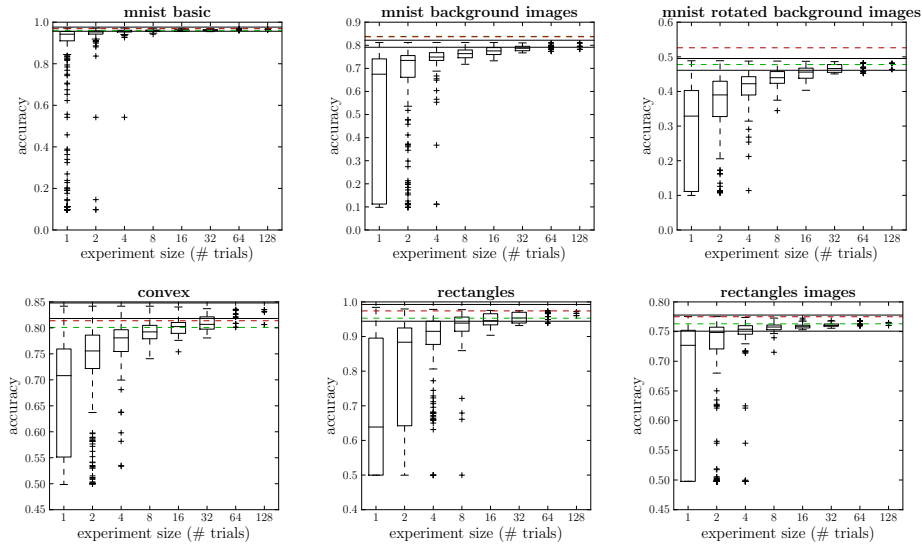 mnist basic
1.0
0.8
0.6
0.4
0.2
0.0
accuracy
1 2 4 8 16 32 64 128
experiment size (# trials)
mnist background images
1.0
0.9
0.8
0.7
0.6
0.5
0.4
0.3
0.2
0.1
accuracy
1 2 4 8 16 32 64 128
experiment size (# trials)
mnist rotated background images
0.6
0.5
0.4
0.3
0.2
0.1
0.0
accuracy
1 2 4 8 16 32 64 128
experiment size (# trials)
convex
0.85
0.80
0.75
0.70
0.65
0.60
0.55
0.50
0.45
accuracy
1 2 4 8 16 32 64 128
experiment size (# trials)
rectangles
1.0
0.9
0.8
0.7
0.6
0.5
0.4
accuracy
1 2 4 8 16 32 64 128
experiment size (# trials)
rectangles images
0.80
0.75
0.70
0.65
0.60
0.55
0.50
0.45
accuracy
1 2 4 8 16 32 64 128
experiment size (# trials)